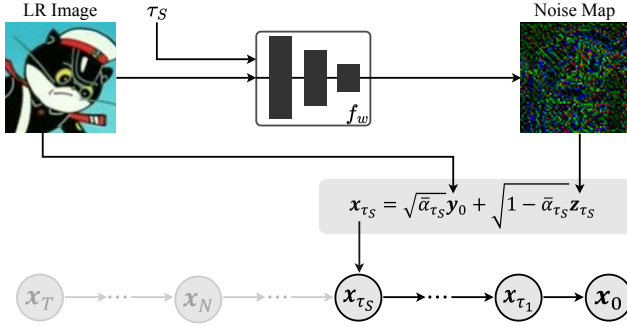 LR Image
τ_S
Noise Map
f_w
x_{τ_S} = √ᾱ_{τ_S} y_0 + √(1 − ᾱ_{τ_S}) z_{τ_S}
x_T ··· x_N ··· x_{τ_S} ··· x_{τ_1} x_0